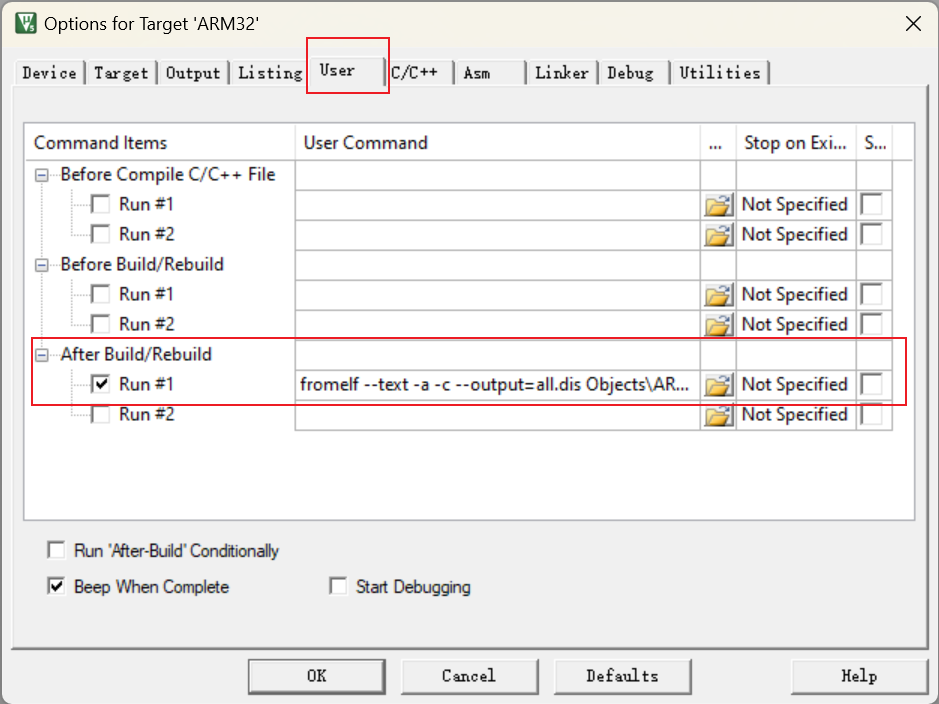 Options for Target 'ARM32'
Device Target Output Listing User C/C++ Asm Linker Debug Utilities
Command Items User Command ... Stop on Exi... S...
Before Compile C/C++ File
Run #1 Not Specified
Run #2 Not Specified
Before Build/Rebuild
Run #1 Not Specified
Run #2 Not Specified
After Build/Rebuild
Run #1 fromelf --text -a -c --output=all.dis Objects\AR... Not Specified
Run #2 Not Specified
Run 'After-Build' Conditionally
Beep When Complete Start Debugging
OK Cancel Defaults Help